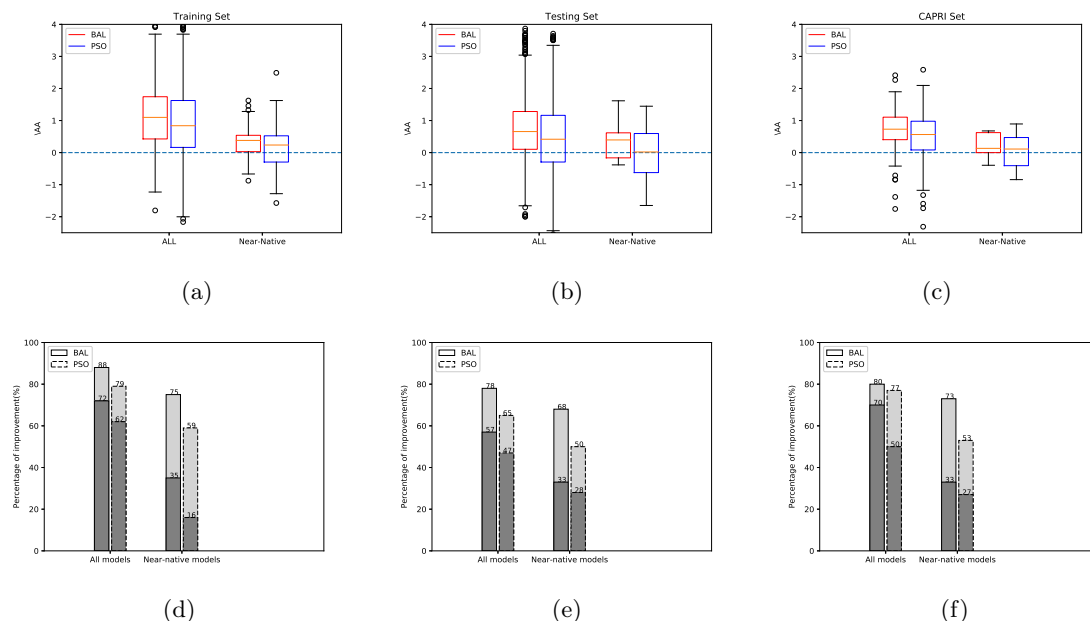 Training Set
BAL
PSO
4
3
2
1
0
−1
−2
\AA
ALL
Near-Native
(a)
Testing Set
BAL
PSO
4
3
2
1
0
−1
−2
\AA
ALL
Near-Native
(b)
CAPRI Set
BAL
PSO
4
3
2
1
0
−1
−2
\AA
ALL
Near-Native
(c)
BAL
PSO
100
80
60
40
20
0
Percentage of improvement(%)
88
79
72
62
75
59
35
16
All models
Near-native models
(d)
BAL
PSO
100
80
60
40
20
0
Percentage of improvement(%)
78
65
57
47
68
50
33
28
All models
Near-native models
(e)
BAL
PSO
100
80
60
40
20
0
Percentage of improvement(%)
80
77
70
50
73
53
33
27
All models
Near-native models
(f)